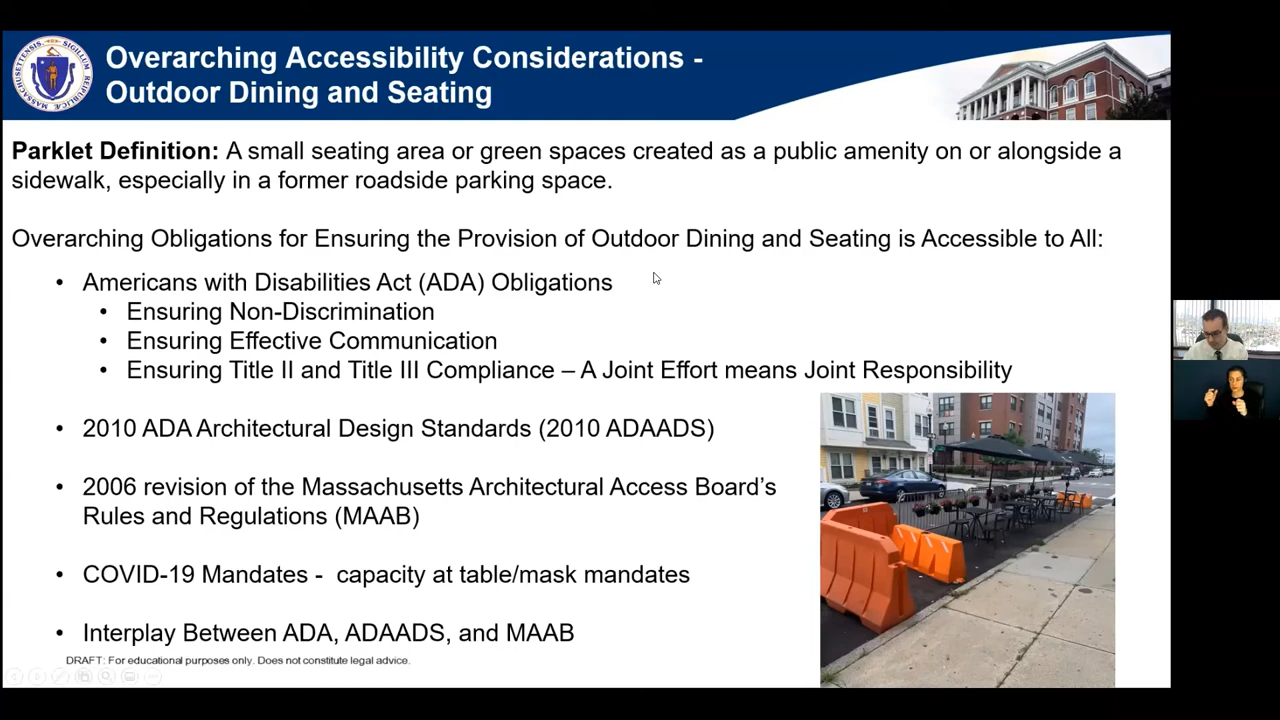 Overarching Accessibility Considerations -
Outdoor Dining and Seating
Parklet Definition: A small seating area or green spaces created as a public amenity on or alongside a
sidewalk, especially in a former roadside parking space.
Overarching Obligations for Ensuring the Provision of Outdoor Dining and Seating is Accessible to All:
• Americans with Disabilities Act (ADA) Obligations
• Ensuring Non-Discrimination
• Ensuring Effective Communication
• Ensuring Title II and Title III Compliance – A Joint Effort means Joint Responsibility
• 2010 ADA Architectural Design Standards (2010 ADAADS)
• 2006 revision of the Massachusetts Architectural Access Board's
Rules and Regulations (MAAB)
• COVID-19 Mandates - capacity at table/mask mandates
• Interplay Between ADA, ADAADS, and MAAB
DRAFT: For educational purposes only. Does not constitute legal advice.